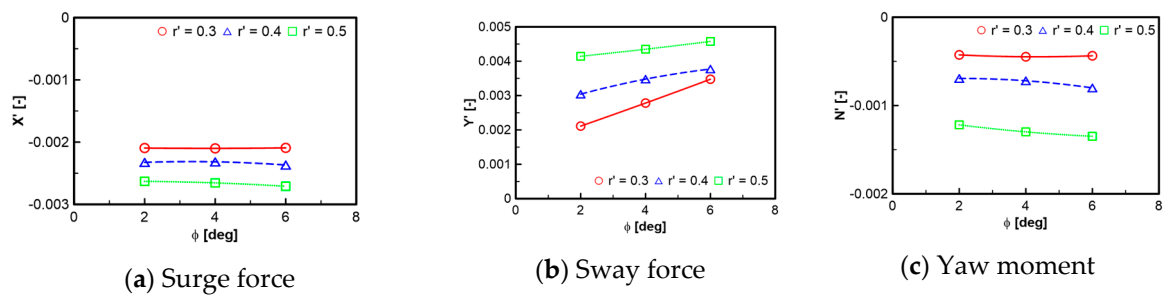 0
-0.001
-0.002
-0.003
X' [-]
r' = 0.3 r' = 0.4 r' = 0.5
0 2 4 6 8
ϕ [deg]
(a) Surge force
0.005
0.004
0.003
0.002
0.001
0
Y' [-]
r' = 0.3 r' = 0.4 r' = 0.5
0 2 4 6 8
ϕ [deg]
(b) Sway force
0
-0.001
-0.002
N' [-]
r' = 0.3 r' = 0.4 r' = 0.5
0 2 4 6 8
ϕ [deg]
(c) Yaw moment